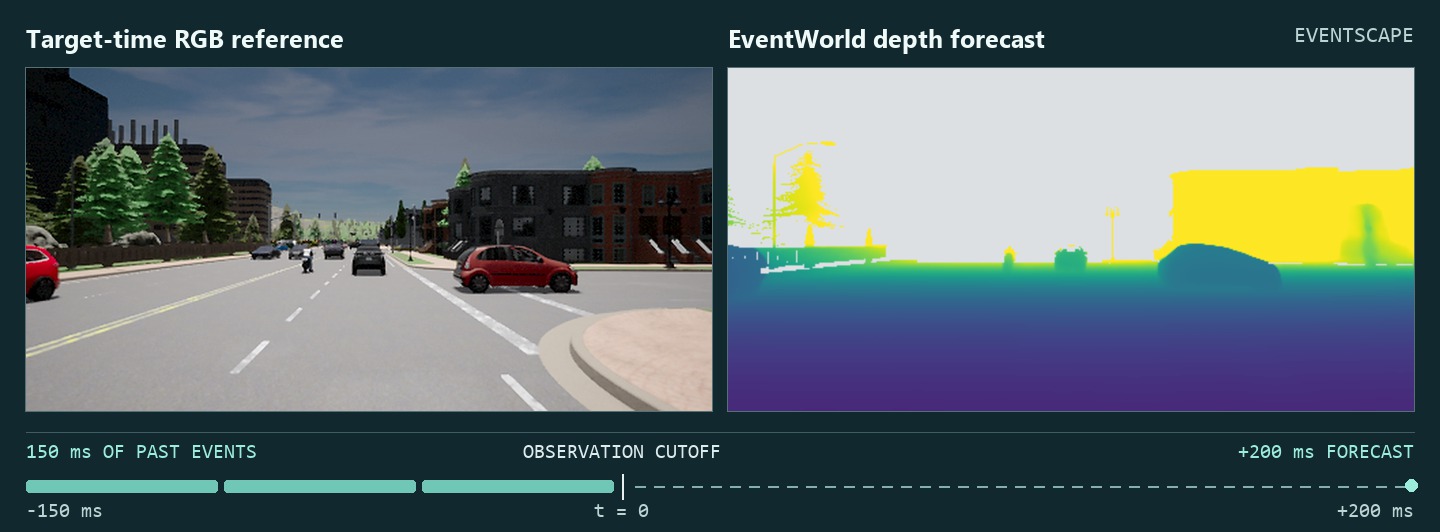 Target-time RGB reference
EventWorld depth forecast
EVENTSCAPE
150 ms OF PAST EVENTS
OBSERVATION CUTOFF
+200 ms FORECAST
-150 ms
t = 0
+200 ms